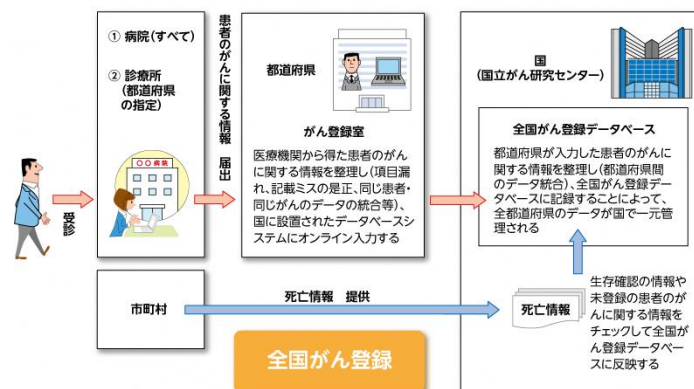 ① 病院(すべて)
② 診療所
(都道府県
の指定)
〇〇病院
受診
患者のがんに関する情報 届出
都道府県
がん登録室
医療機関から得た患者のがん
に関する情報を整理し(項目漏
れ、記載ミスの是正、同じ患者・
同じがんのデータの統合等)、
国に設置されたデータベースシ
ステムにオンライン入力する
国
(国立がん研究センター)
全国がん登録データベース
都道府県が入力した患者のがんに
関する情報を整理し(都道府県間
のデータ統合)、全国がん登録デー
タベースに記録することによって、
全都道府県のデータが国で一元
管理される
市町村
死亡情報 提供
死亡情報
生存確認の情報や
未登録の患者のが
んに関する情報を
チェックして全国が
ん登録データベー
スに反映する
全国がん登録